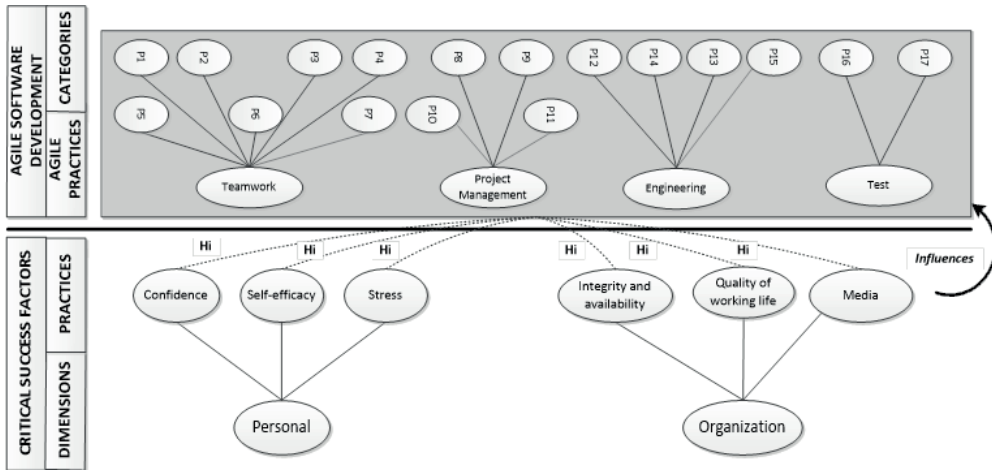 AGILE SOFTWARE
DEVELOPMENT
CATEGORIES
AGILE
PRACTICES
P1
P2
P3
P4
P8
P9
P12
P14
P13
P15
P16
P17
P5
P6
P7
P10
P11
Teamwork
Project
Management
Engineering
Test
CRITICAL SUCCESS FACTORS
PRACTICES
DIMENSIONS
Hi
Hi
Hi
Hi
Hi
Hi
Influences
Confidence
Self-efficacy
Stress
Integrity and
availability
Quality of
working life
Media
Personal
Organization